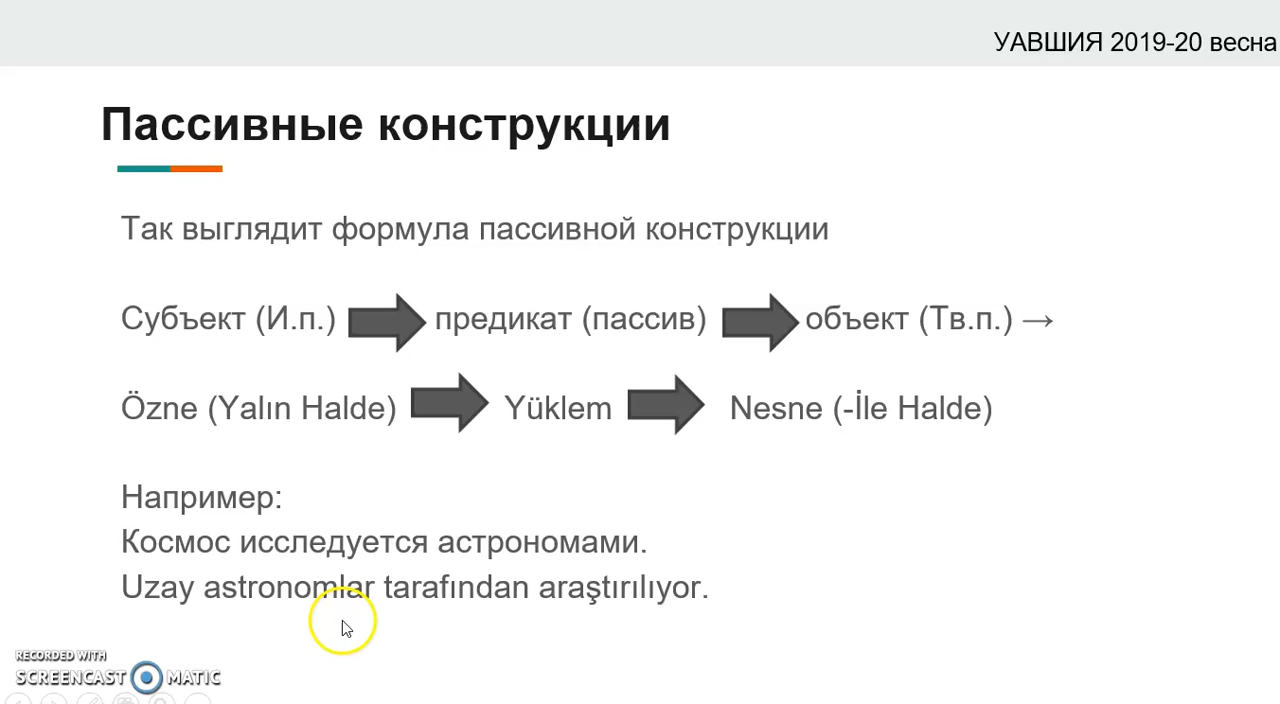 УАВШИЯ 2019-20 весна
Пассивные конструкции
Так выглядит формула пассивной конструкции
Субъект (И.п.) предикат (пассив) объект (Тв.п.) →
Özne (Yalın Halde) Yüklem Nesne (-İle Halde)
Например:
Космос исследуется астрономами.
Uzay astronomlar tarafından araştırılıyor.
RECORDED WITH
SCREENCAST MATIC